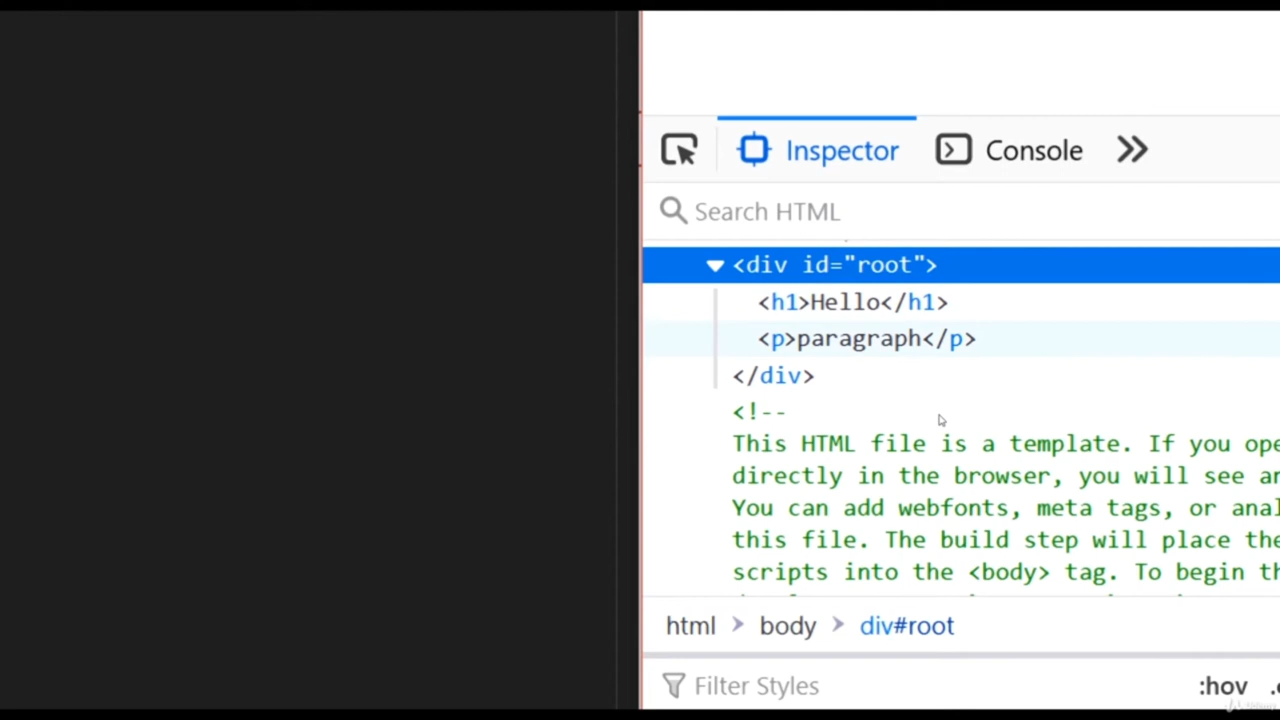 Inspector Console
Search HTML
<div id="root">
<h1>Hello</h1>
<p>paragraph</p>
</div>
<!--
This HTML file is a template. If you ope
directly in the browser, you will see an
You can add webfonts, meta tags, or anal
this file. The build step will place the
scripts into the <body> tag. To begin th
html > body > div#root
Filter Styles :hov